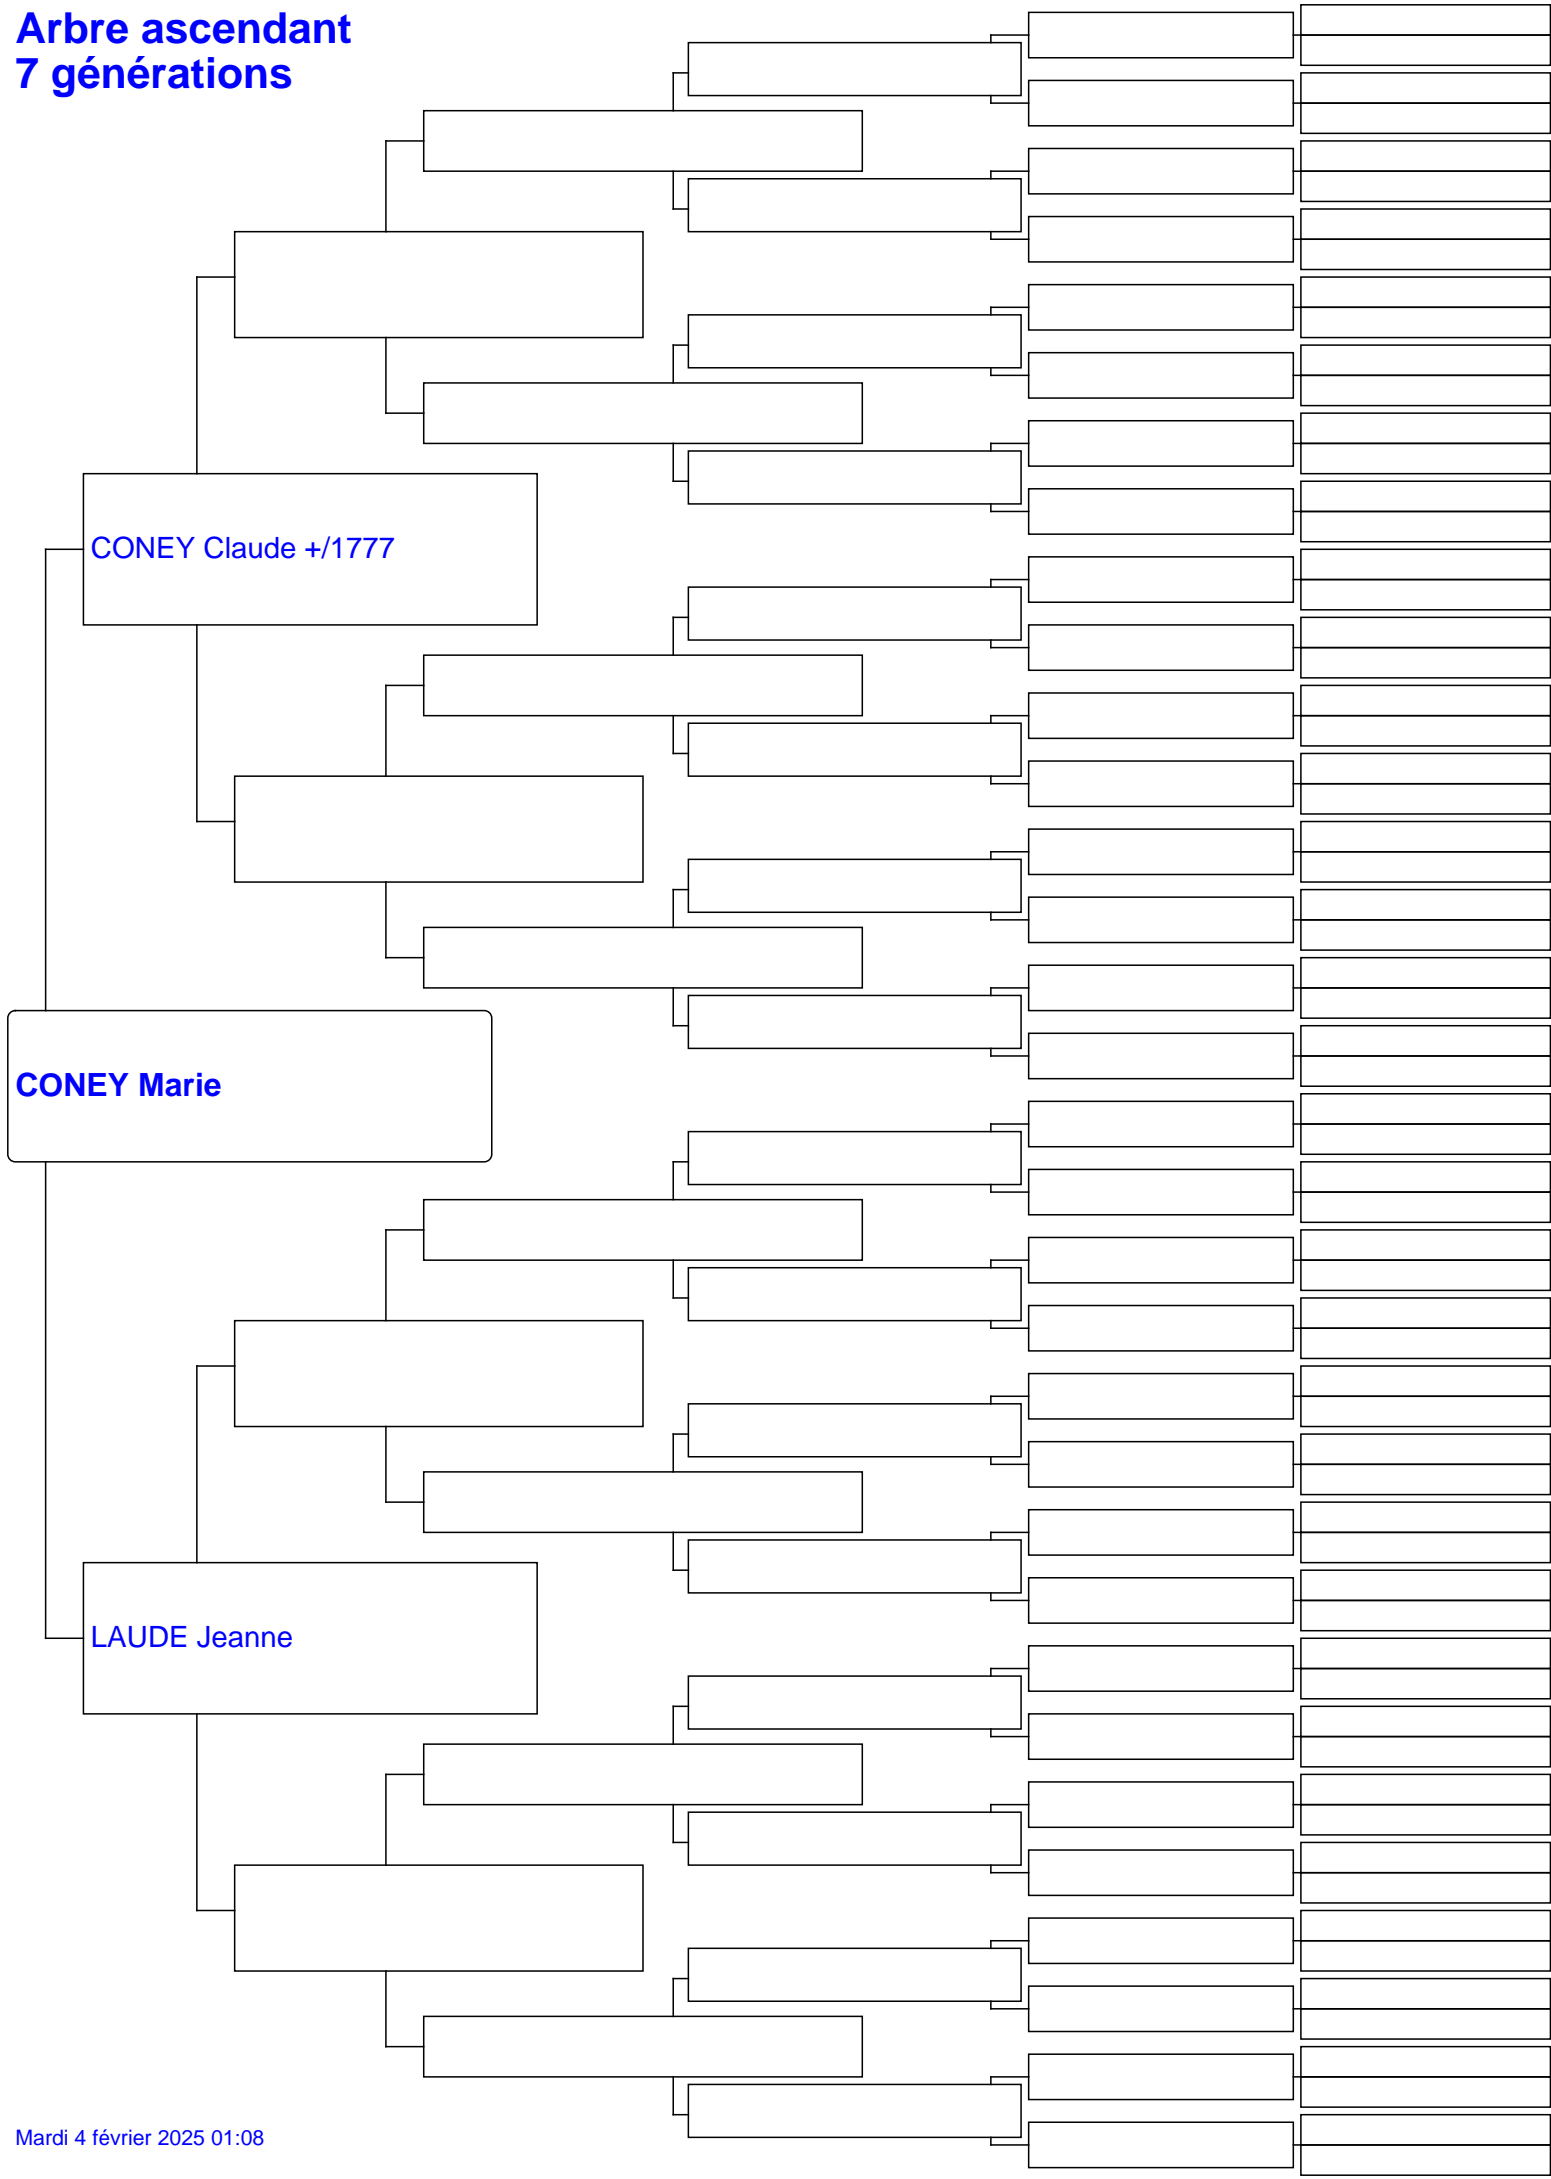 Arbre ascendant
7 générations
CONEY Claude +/1777
CONEY Marie
LAUDE Jeanne
Mardi 4 février 2025 01:08